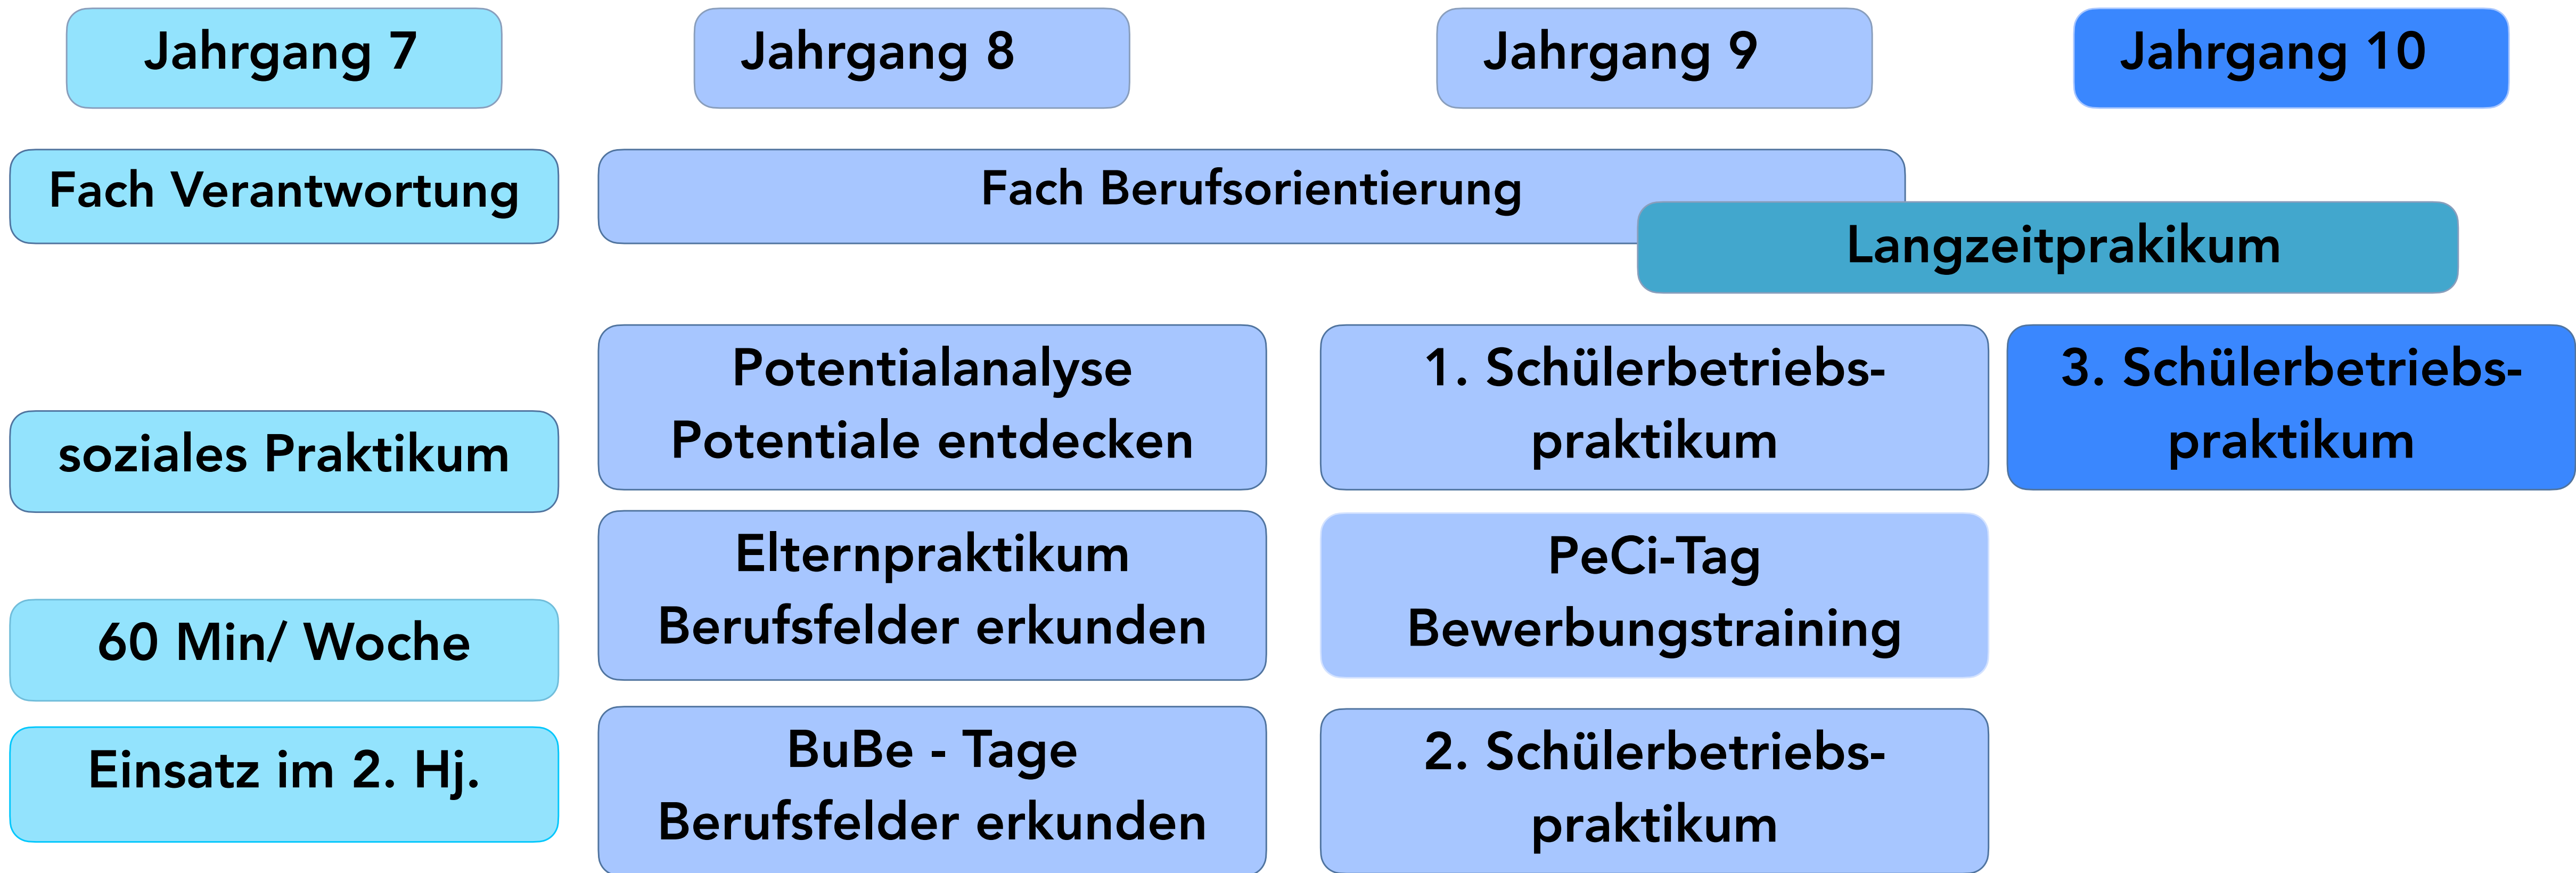 Jahrgang 7
Jahrgang 8
Jahrgang 9
Jahrgang 10
Fach Verantwortung
Fach Berufsorientierung
Langzeitprakikum
soziales Praktikum
60 Min/ Woche
Einsatz im 2. Hj.
Potentialanalyse
Potentiale entdecken
Elternpraktikum
Berufsfelder erkunden
BuBe - Tage
Berufsfelder erkunden
1. Schülerbetriebs-
praktikum
PeCi-Tag
Bewerbungstraining
2. Schülerbetriebs-
praktikum
3. Schülerbetriebs-
praktikum